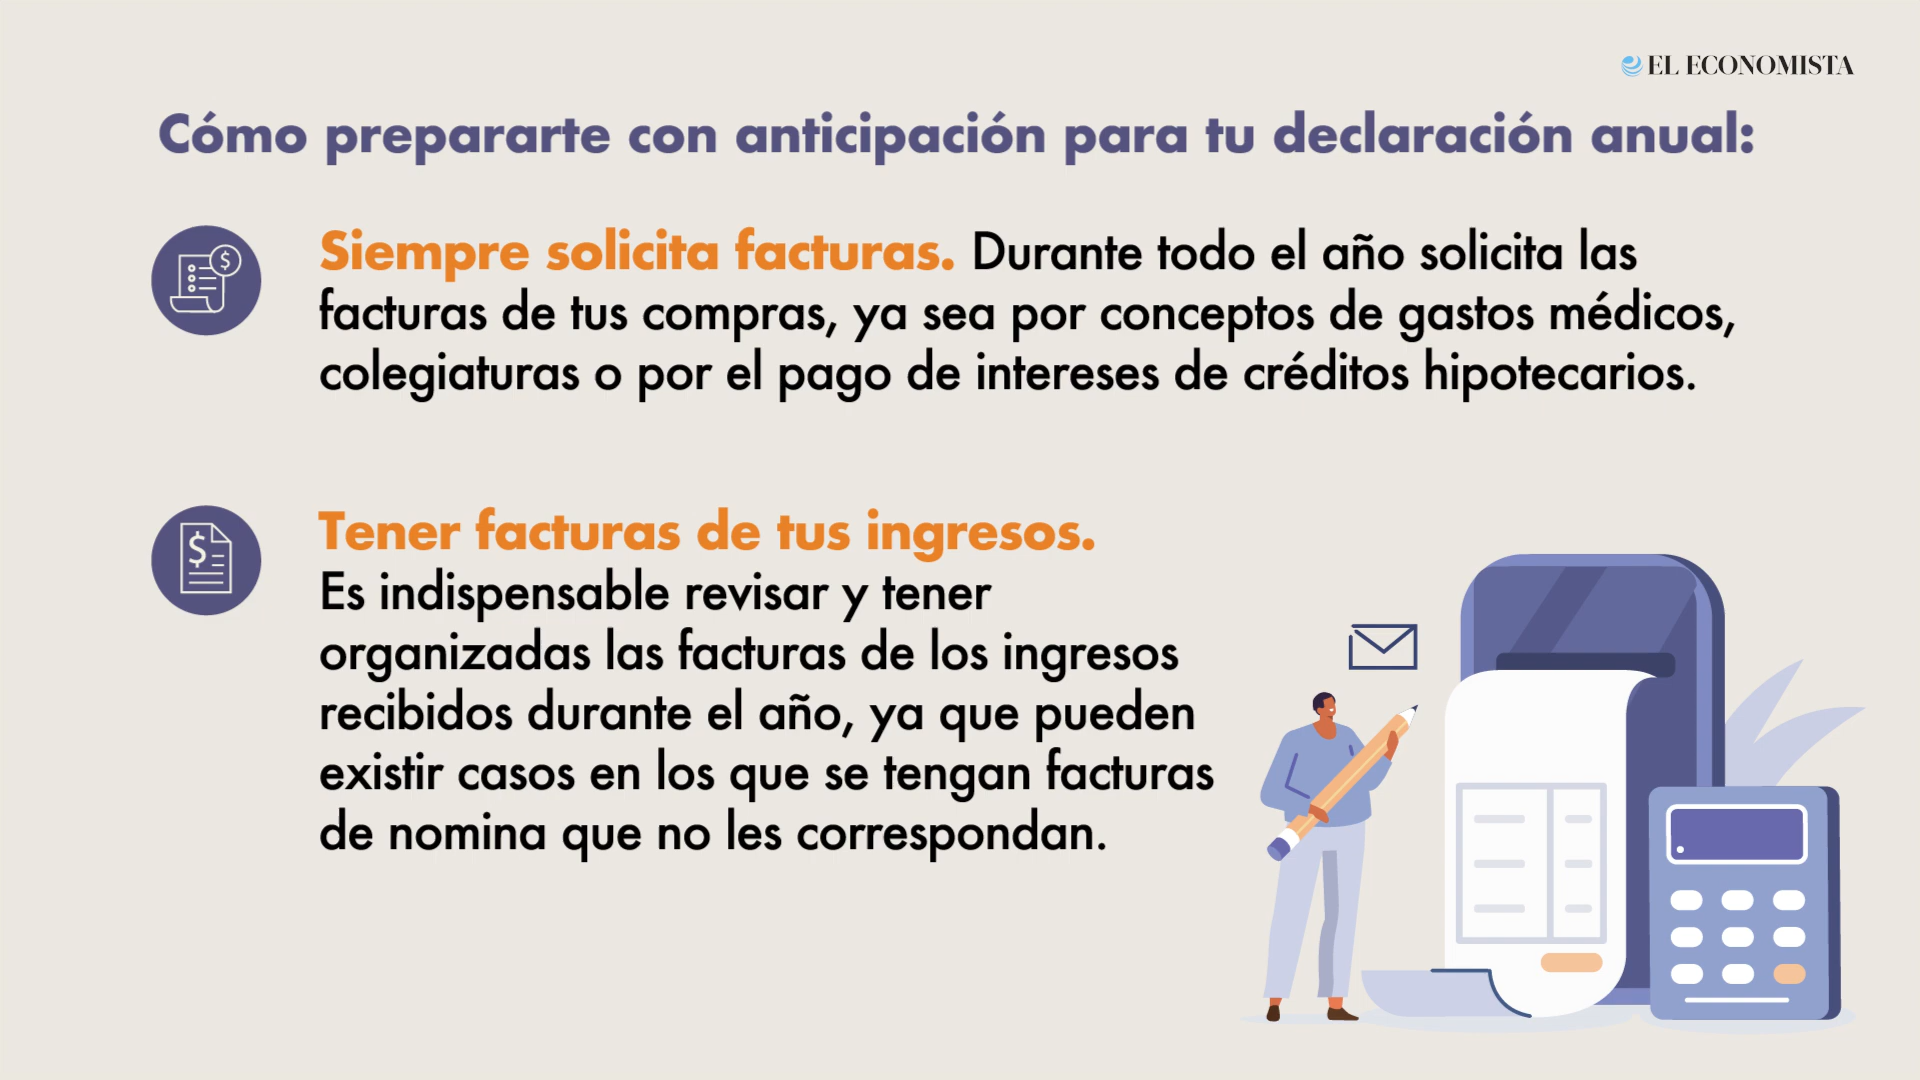 EL ECONOMISTA
Cómo prepararte con anticipación para tu declaración anual:
Siempre solicita facturas. Durante todo el año solicita las
facturas de tus compras, ya sea por conceptos de gastos médicos,
colegiaturas o por el pago de intereses de créditos hipotecarios.
Tener facturas de tus ingresos.
Es indispensable revisar y tener
organizadas las facturas de los ingresos
recibidos durante el año, ya que pueden
existir casos en los que se tengan facturas
de nomina que no les correspondan.